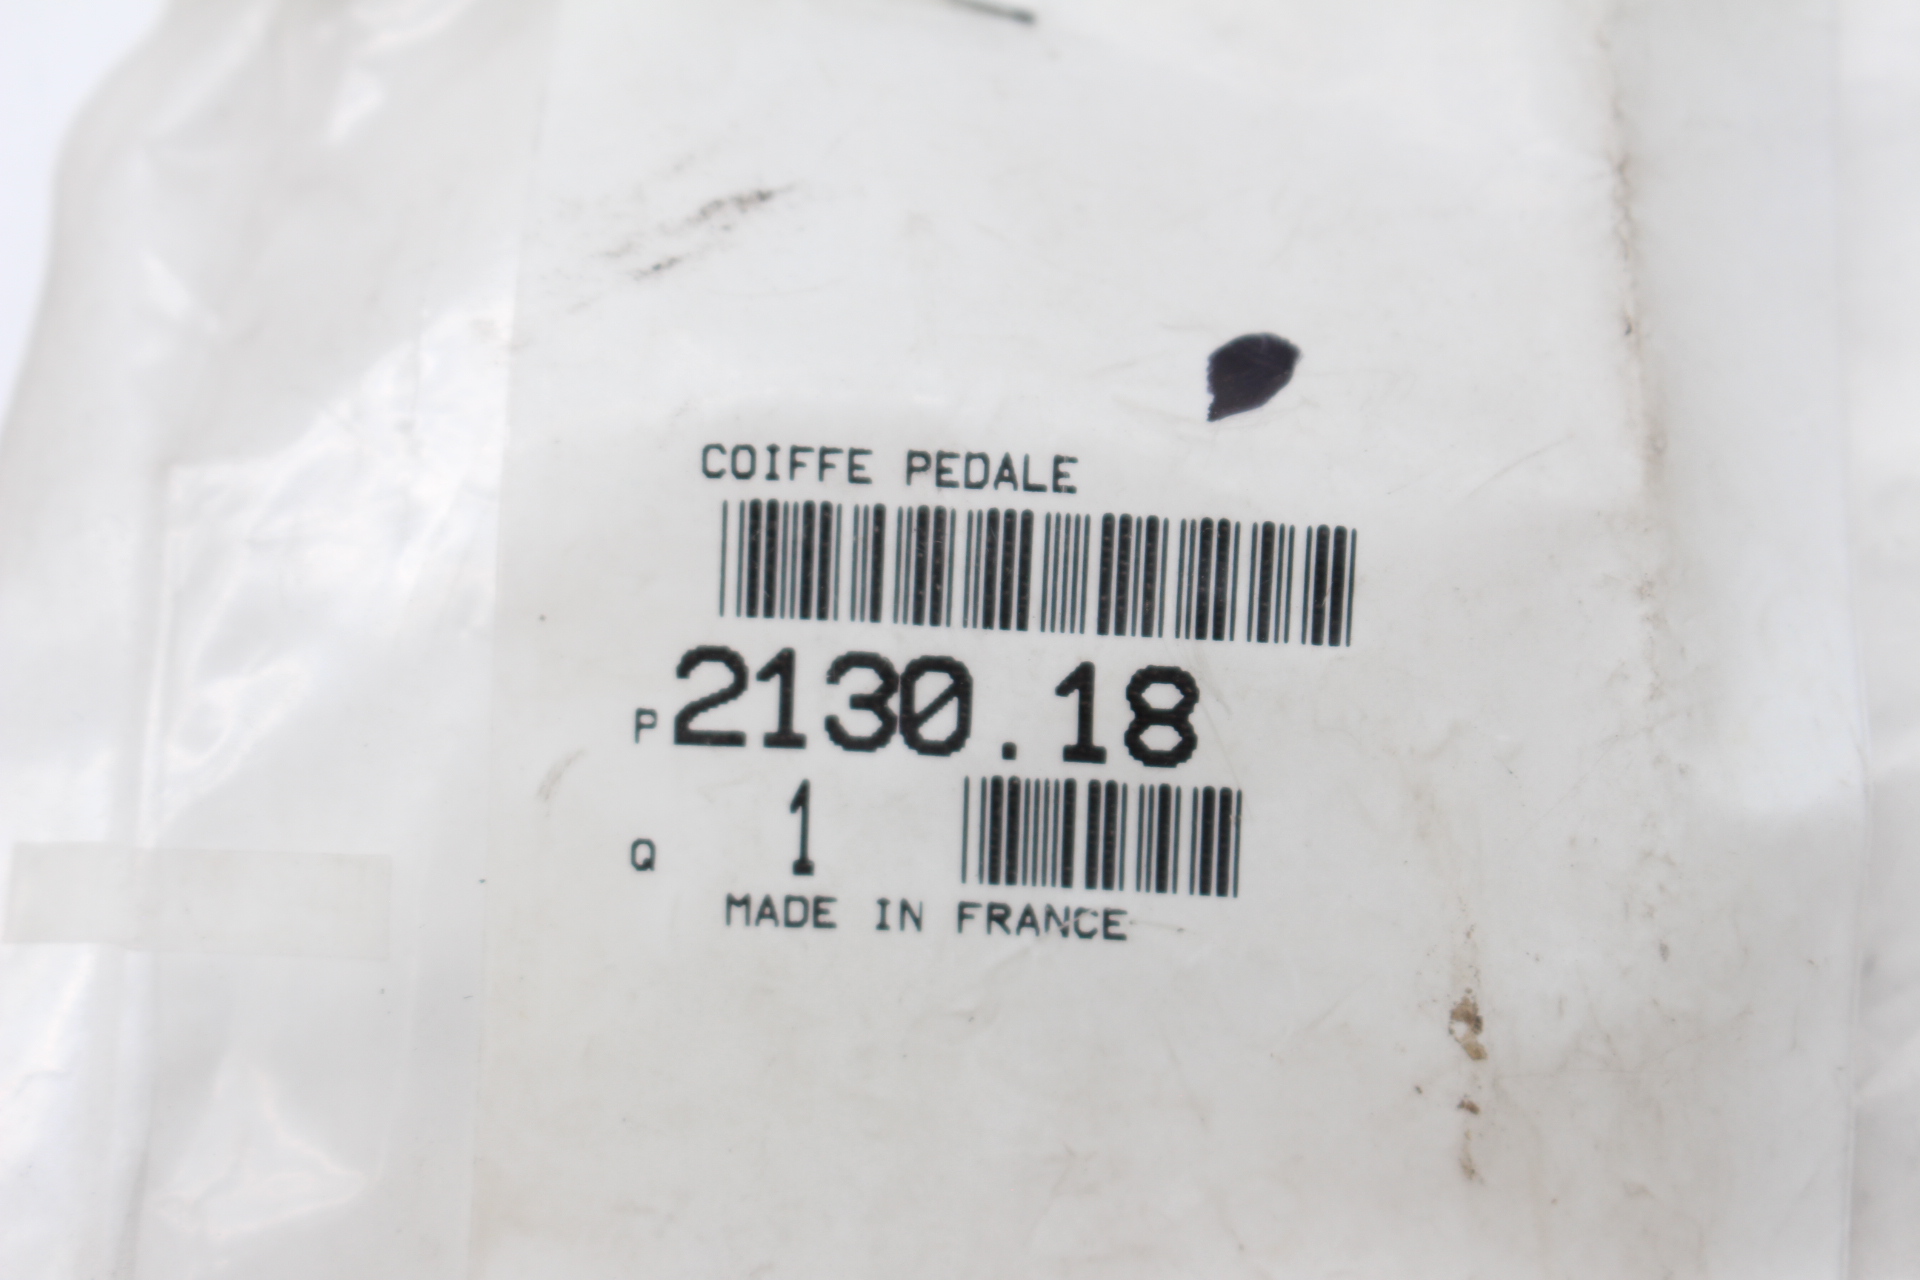 COIFFE PEDALE
P 2130.18
Q 1
MADE IN FRANCE